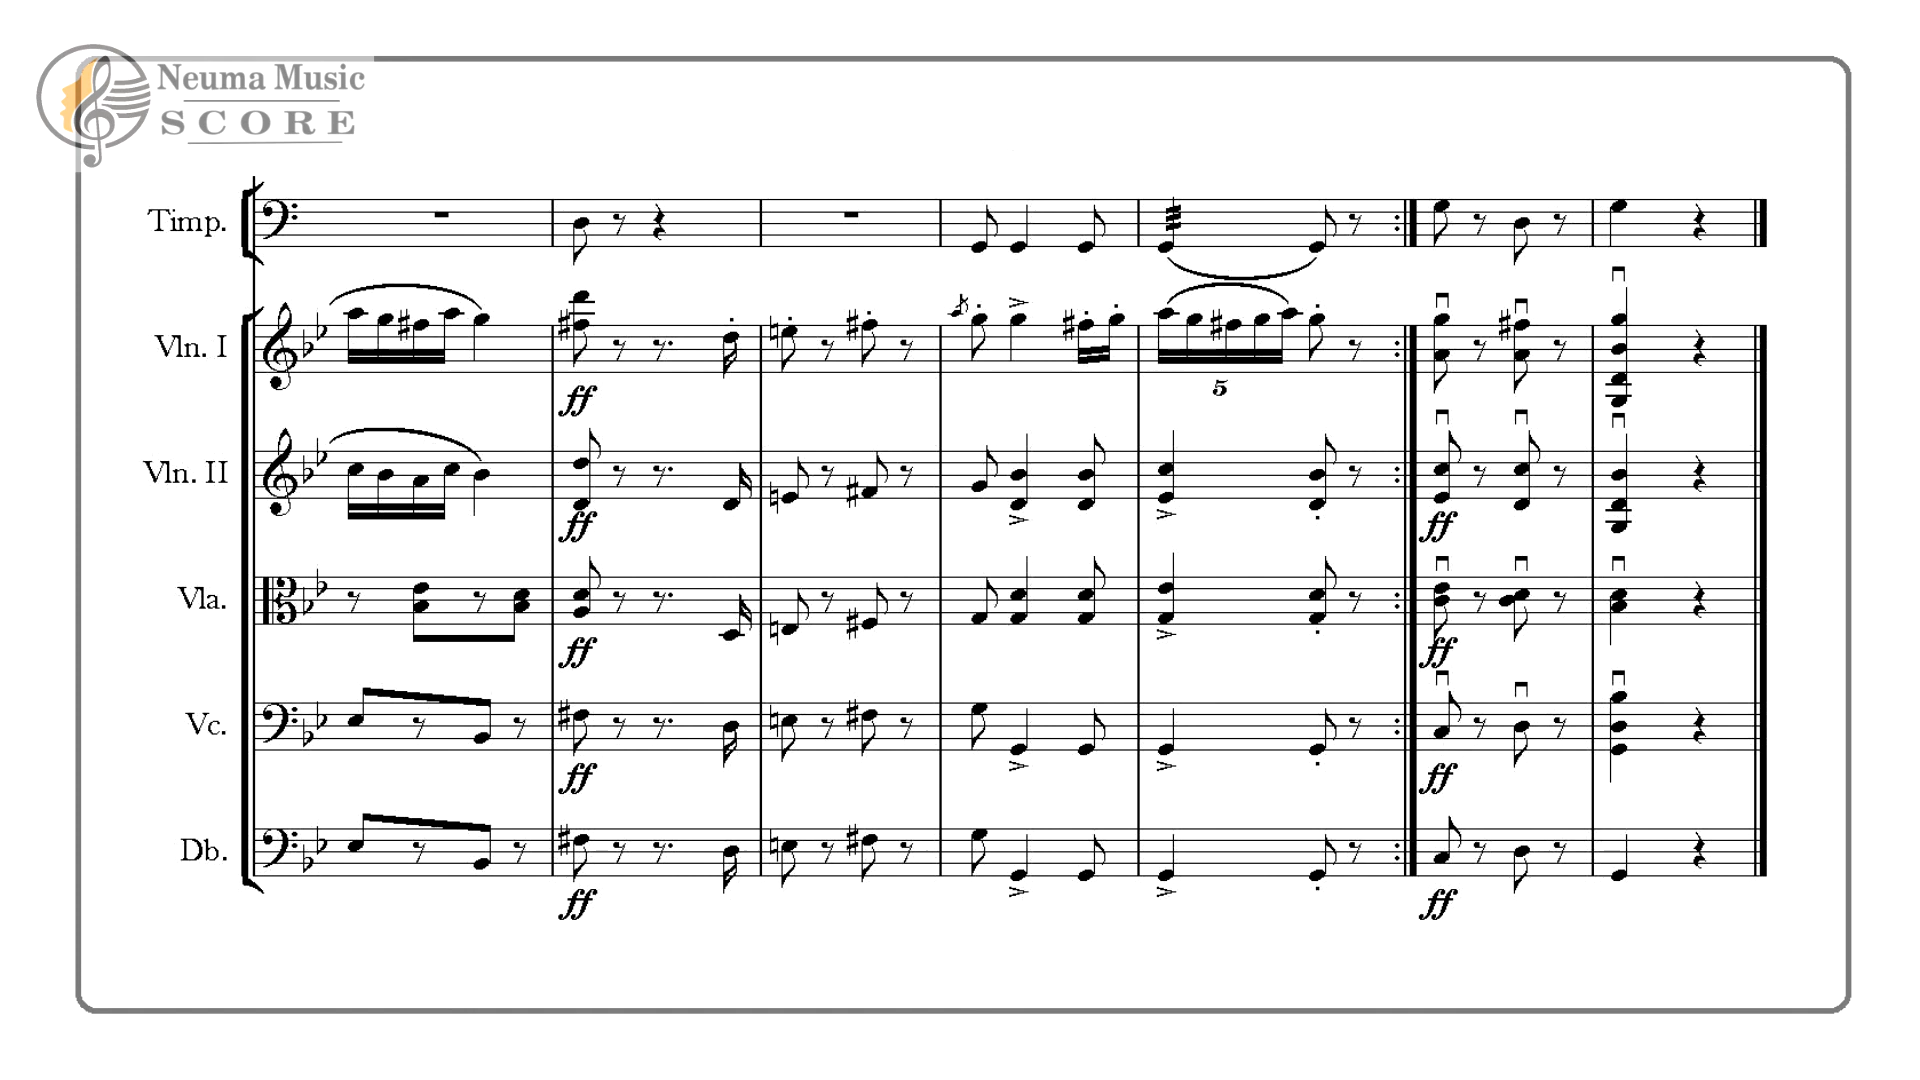 Neuma Music
SCORE
Timp.
Vln. I
ff
5
Vln. II
ff
ff
Vla.
ff
ff
Vc.
ff
ff
Db.
ff
ff